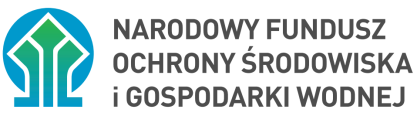 NARODOWY FUNDUSZ
OCHRONY ŚRODOWISKA
i GOSPODARKI WODNEJ